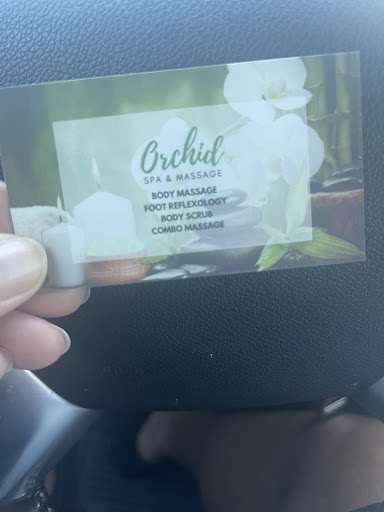 Orchid
SPA & MASSAGE
BODY MASSAGE
FOOT REFLEXOLOGY
BODY SCRUB
COMBO MASSAGE